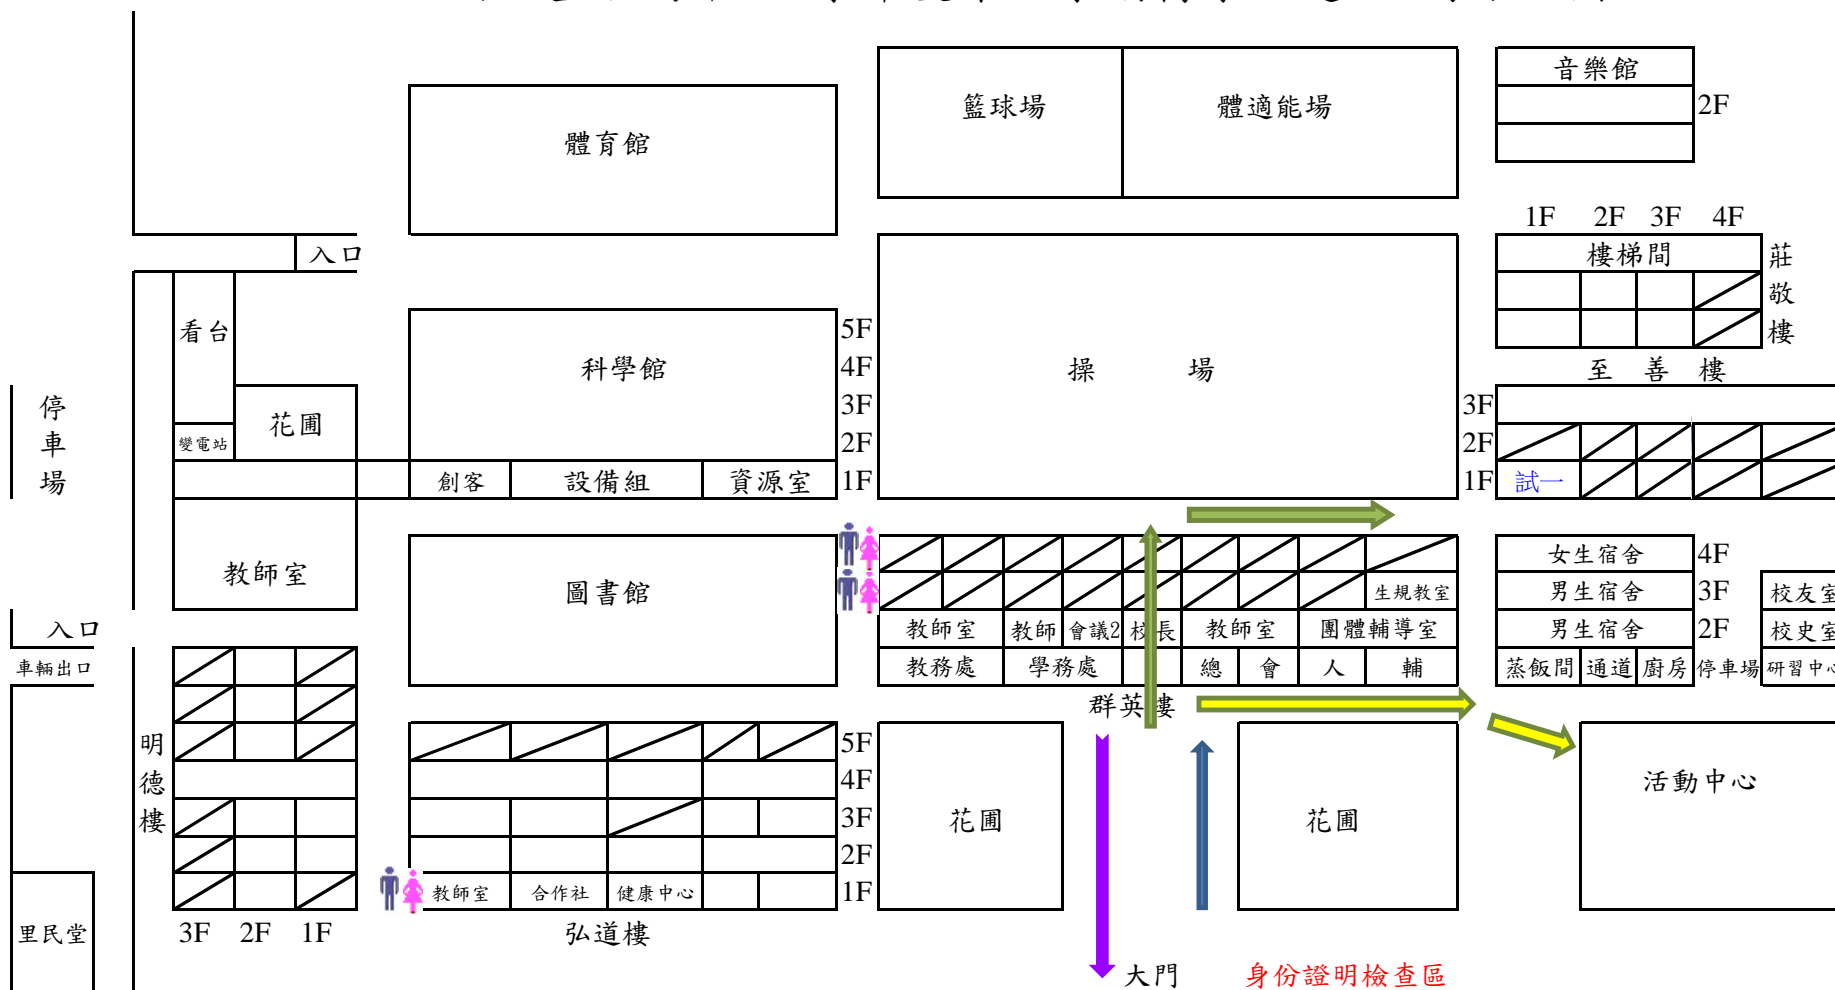 音樂館
籃球場 體適能場
2F
體育館
1F 2F 3F 4F
入口
樓梯間
莊敬樓
看台
5F
科學館
4F
操 場
至善樓
停車場
花圃
3F
3F
變電站
2F
2F
創客 設備組 資源室 1F
1F 試一
教師室
圖書館
女生宿舍 4F
生規教室
男生宿舍 3F 校友室
入口
教師室 教師 會議2 校長 教師室 團體輔導室
男生宿舍 2F 校史室
車輛出口
教務處 學務處 總 會 人 輔
蒸飯間 通道 廚房 停車場 研習中心
群英樓
明德樓
5F
4F
活動中心
3F
花圃 花圃
2F
教師室 合作社 健康中心 1F
里民堂
3F 2F 1F
弘道樓
大門 身份證明檢查區